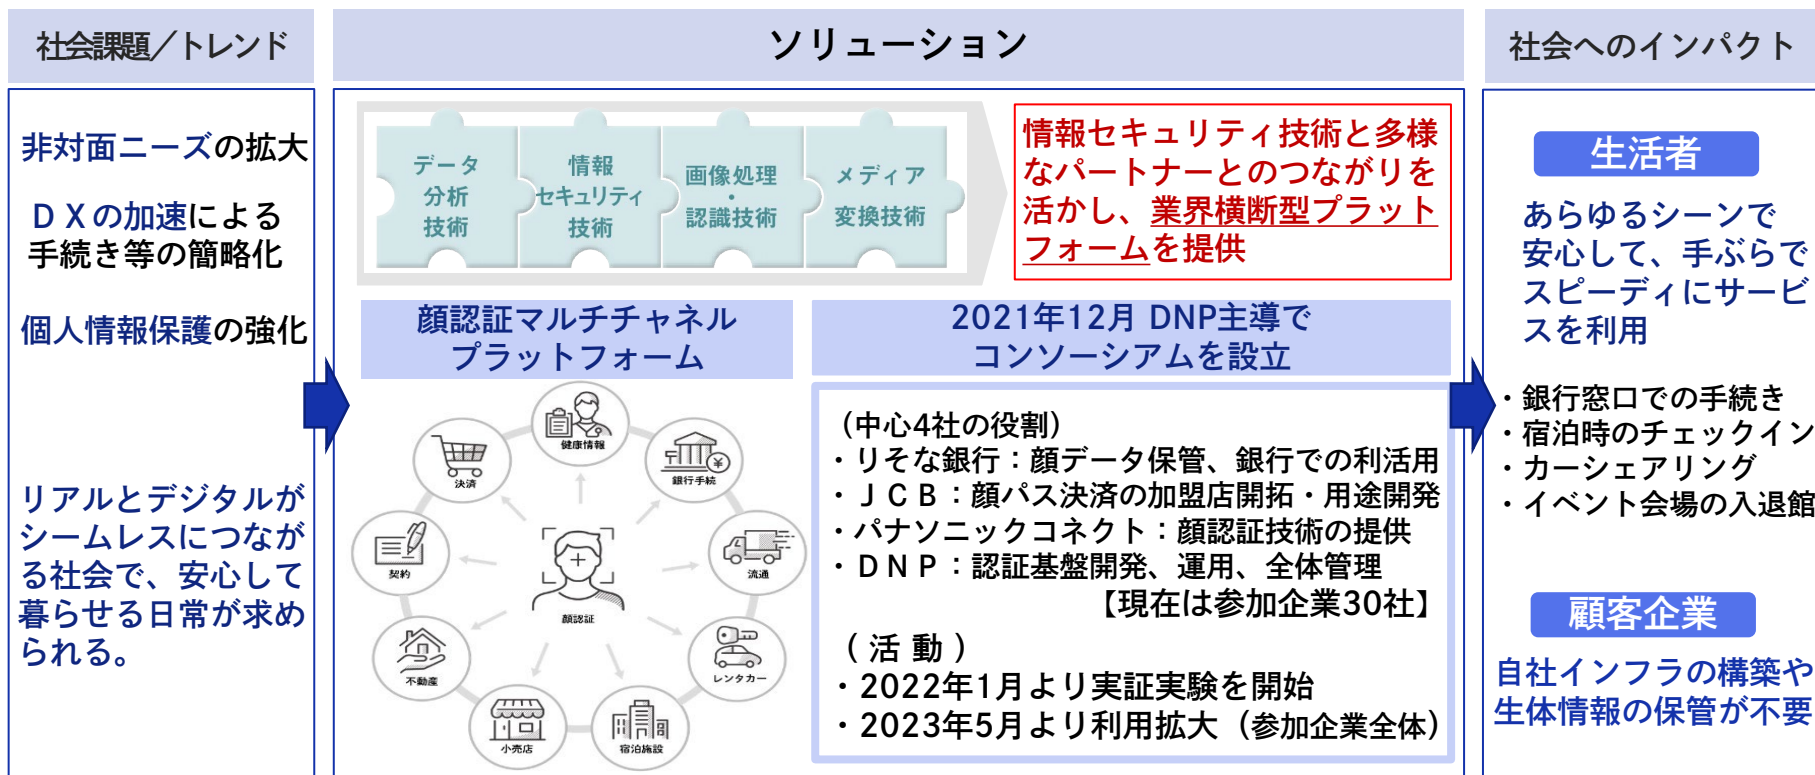 社会課題／トレンド
非対面ニーズの拡大
ＤＸの加速による
手続き等の簡略化
個人情報保護の強化
リアルとデジタルが
シームレスにつなが
る社会で、安心して
暮らせる日常が求め
られる。
ソリューション
データ
分析
技術
情報
セキュリティ
技術
画像処理
・
認識技術
メディア
変換技術
情報セキュリティ技術と多様
なパートナーとのつながりを
活かし、業界横断型プラット
フォームを提供
顔認証マルチチャネル
プラットフォーム
健康情報
銀行手続
流通
レンタカー
宿泊施設
小売店
不動産
契約
決済
顔認証
2021年12月 DNP主導で
コンソーシアムを設立
（中心4社の役割）
・りそな銀行：顔データ保管、銀行での利活用
・ＪＣＢ：顔パス決済の加盟店開拓・用途開発
・パナソニックコネクト：顔認証技術の提供
・ＤＮＰ：認証基盤開発、運用、全体管理
【現在は参加企業30社】
（ 活 動 ）
・2022年1月より実証実験を開始
・2023年5月より利用拡大（参加企業全体）
社会へのインパクト
生活者
あらゆるシーンで
安心して、手ぶらで
スピーディにサービ
スを利用
・銀行窓口での手続き
・宿泊時のチェックイン
・カーシェアリング
・イベント会場の入退館
顧客企業
自社インフラの構築や
生体情報の保管が不要